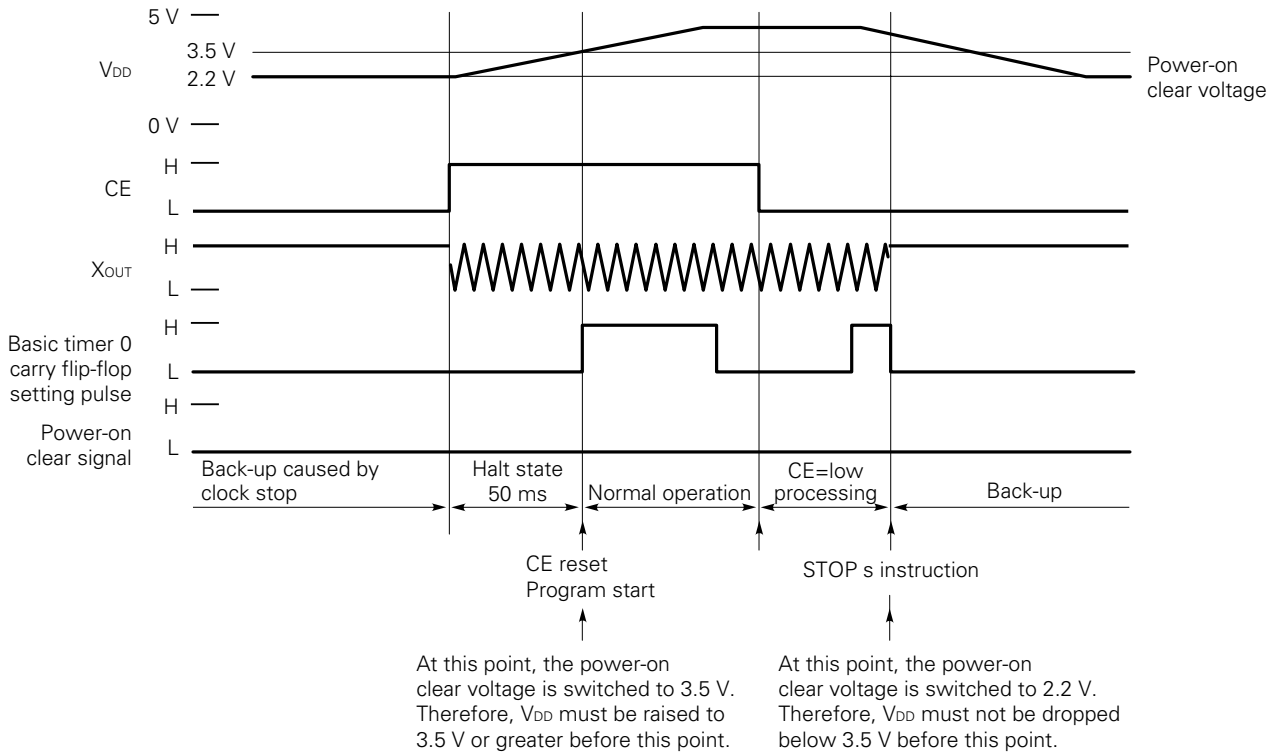 5 V
3.5 V
VDD
2.2 V
Power-on
clear voltage
0 V
H
CE
L
H
XOUT
L
H
Basic timer 0
carry flip-flop
setting pulse
L
H
Power-on
clear signal
L
Back-up caused by
clock stop
Halt state
50 ms
Normal operation
CE=low
processing
Back-up
CE reset
Program start
STOP s instruction
At this point, the power-on
clear voltage is switched to 3.5 V.
Therefore, VDD must be raised to
3.5 V or greater before this point.
At this point, the power-on
clear voltage is switched to 2.2 V.
Therefore, VDD must not be dropped
below 3.5 V before this point.